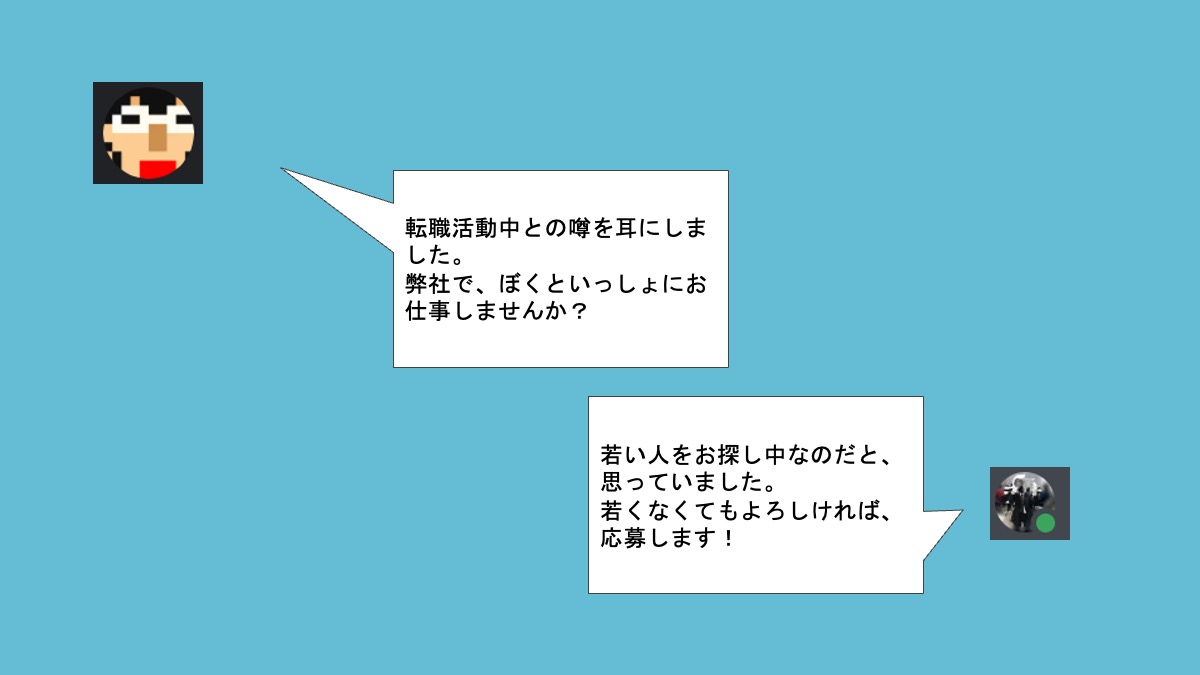 転職活動中との噂を耳にしま
した。
弊社で、ぼくといっしょにお
仕事しませんか？
若い人をお探し中なのだと、
思っていました。
若くなくてもよろしければ、
応募します！